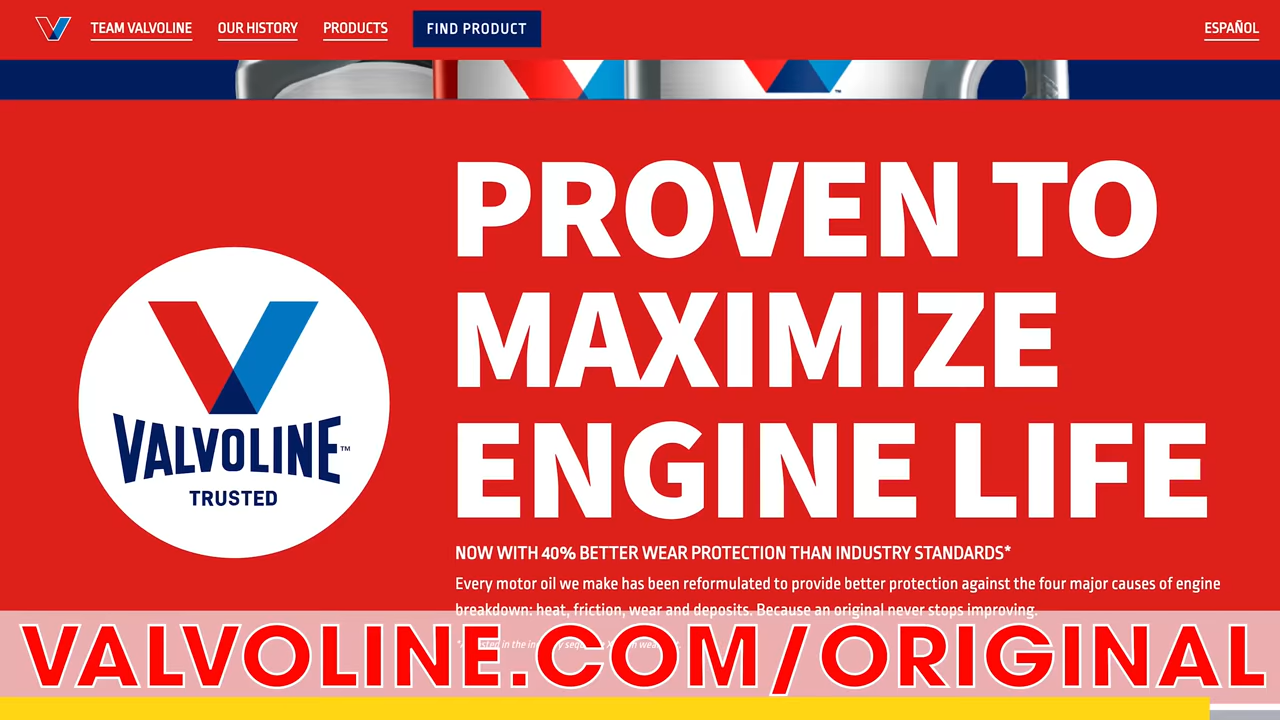 TEAM VALVOLINE OUR HISTORY PRODUCTS FIND PRODUCT ESPAÑOL
PROVEN TO
MAXIMIZE
ENGINE LIFE
VALVOLINE™
TRUSTED
NOW WITH 40% BETTER WEAR PROTECTION THAN INDUSTRY STANDARDS*
Every motor oil we make has been reformulated to provide better protection against the four major causes of engine
breakdown: heat, friction, wear and deposits. Because an original never stops improving.
VALVOLINE.COM/ORIGINAL